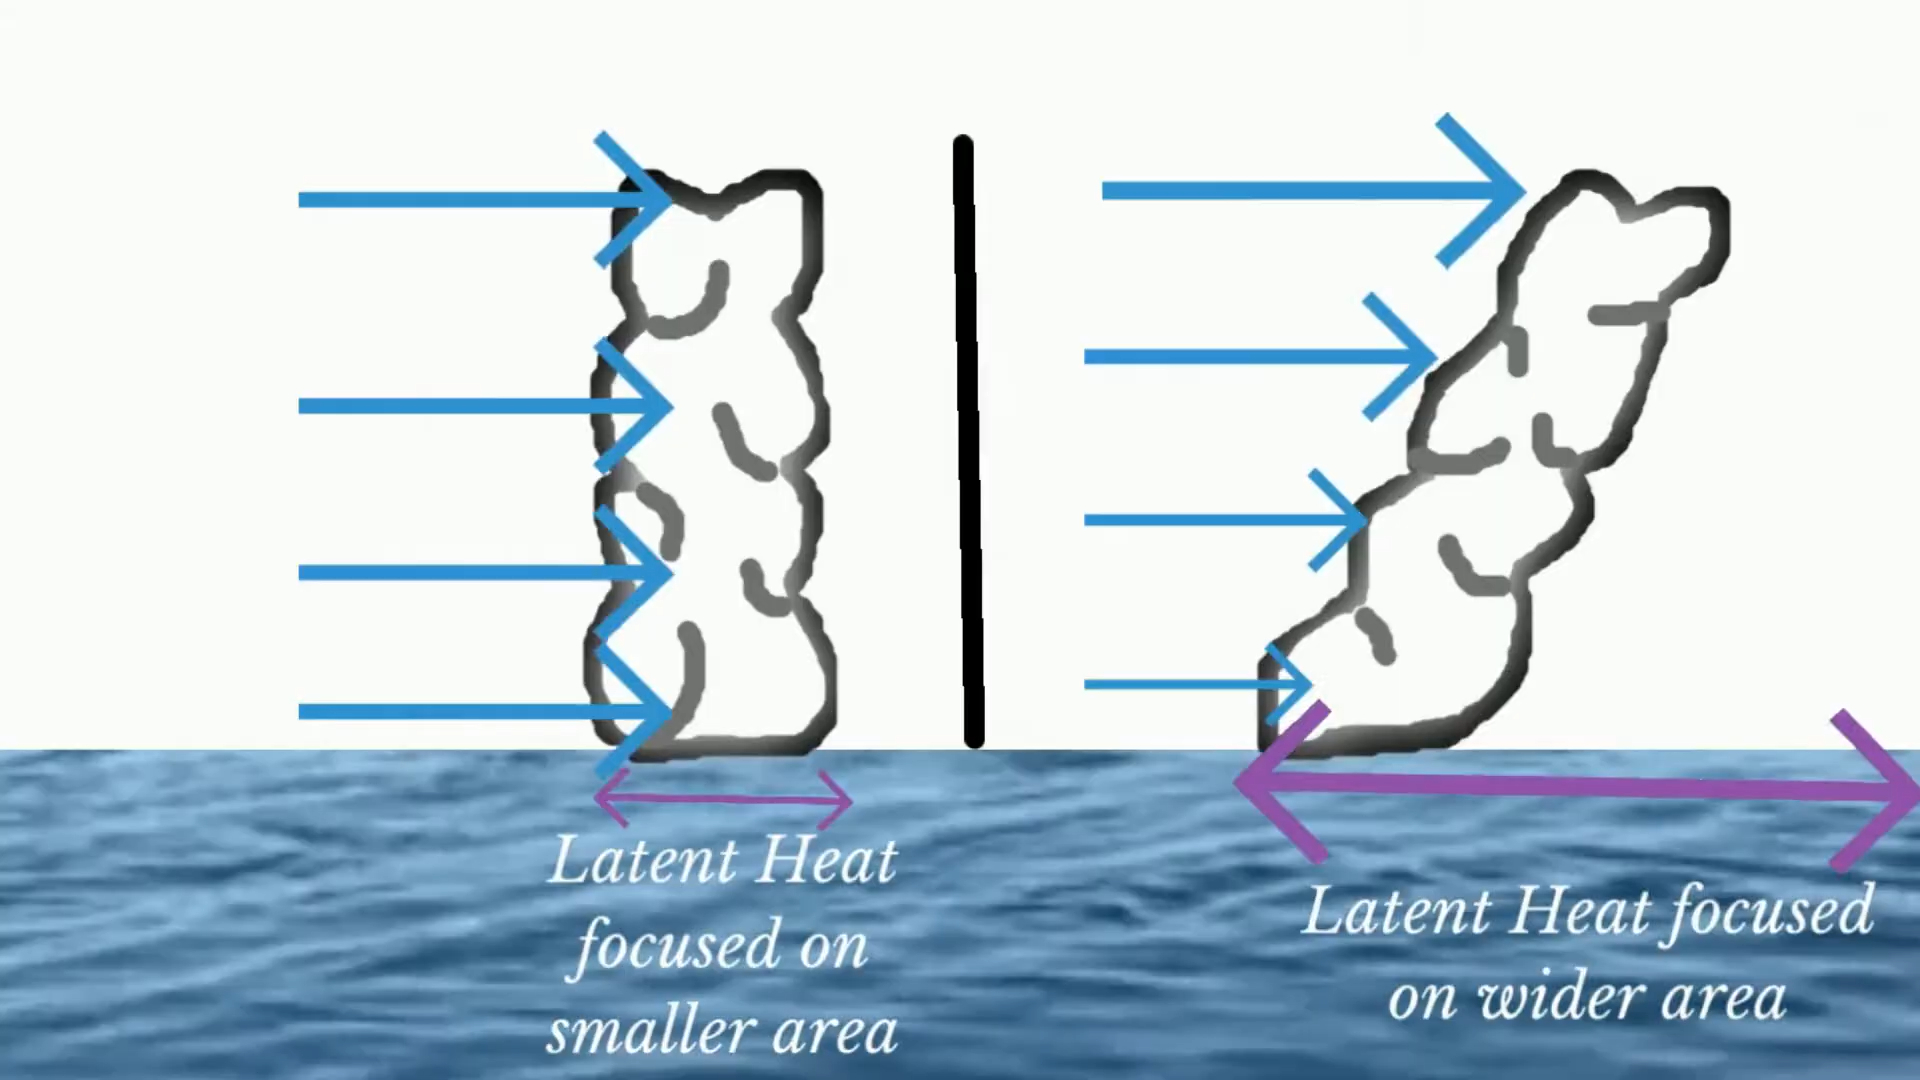 Latent Heat
focused on
smaller area
Latent Heat focused
on wider area